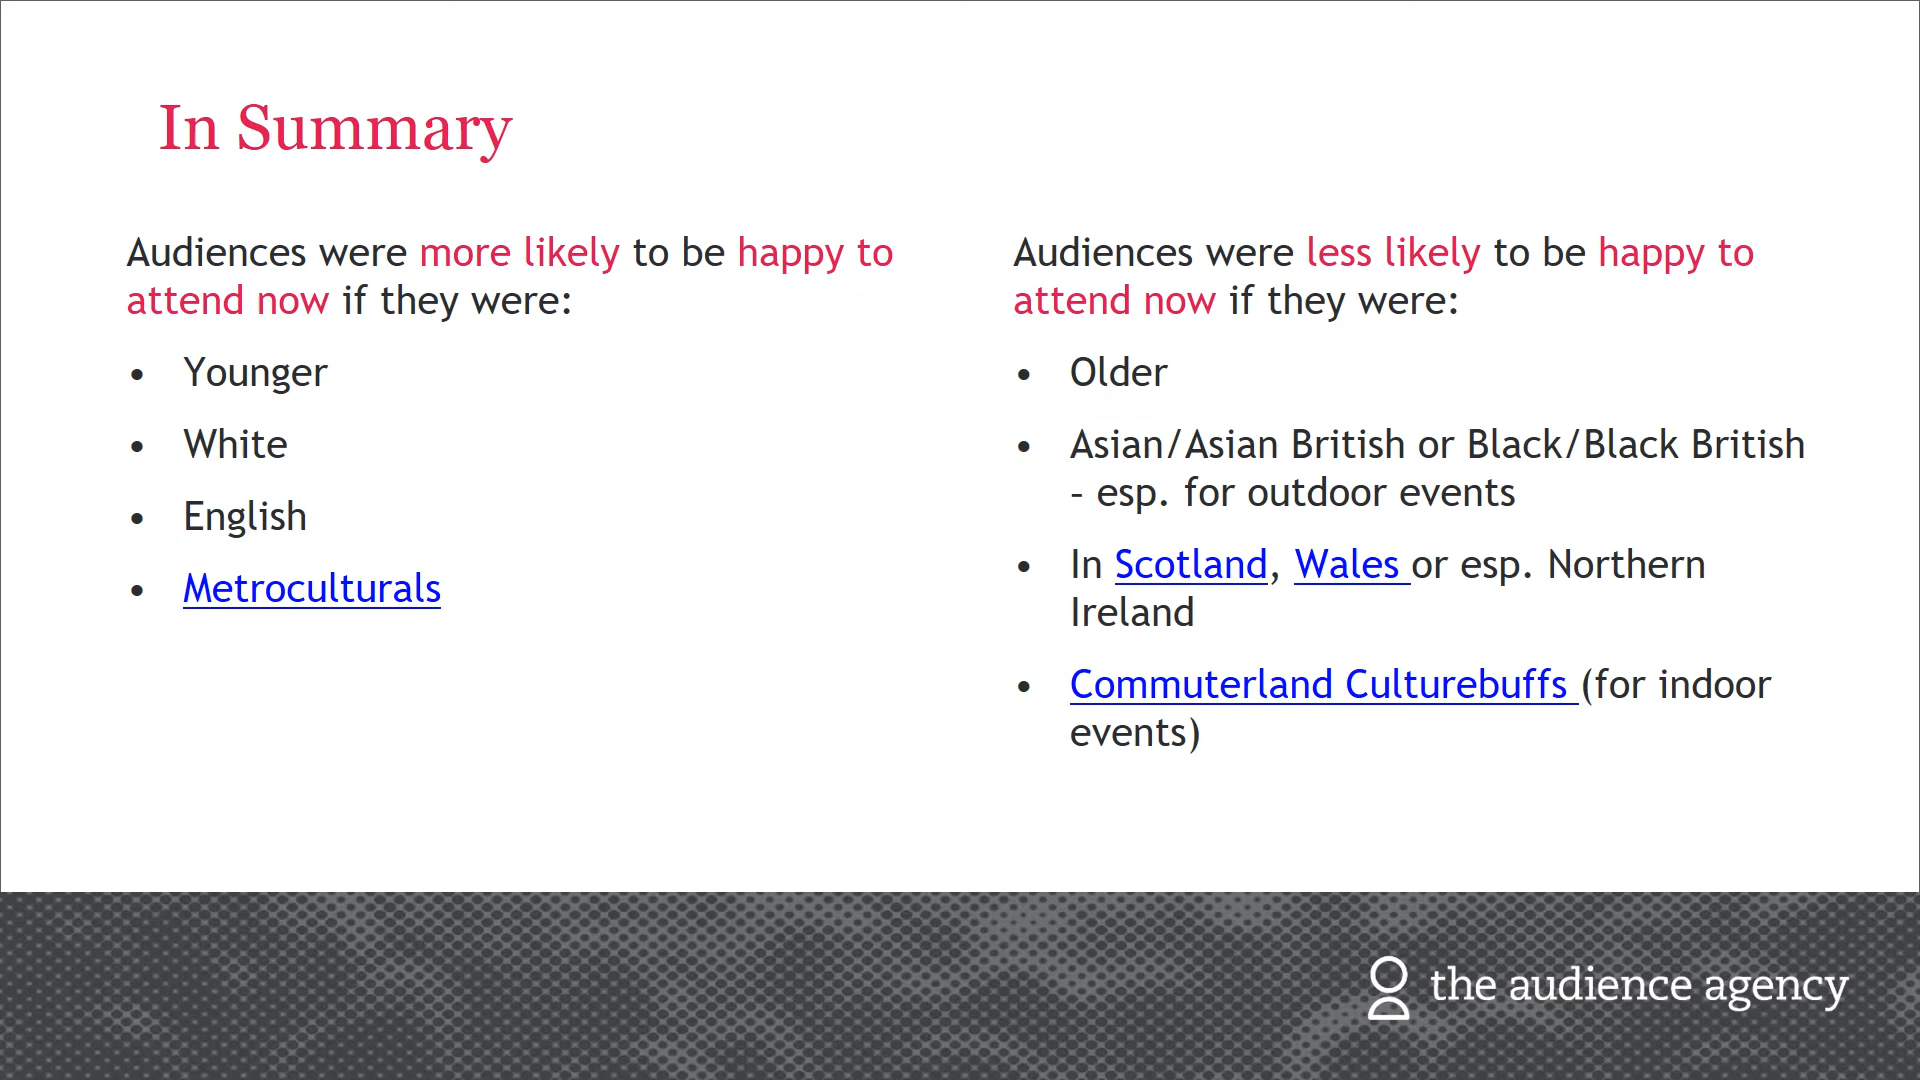 In Summary
Audiences were more likely to be happy to
attend now if they were:
• Younger
• White
• English
• Metroculturals
Audiences were less likely to be happy to
attend now if they were:
• Older
• Asian/Asian British or Black/Black British
– esp. for outdoor events
• In Scotland, Wales or esp. Northern
Ireland
• Commuterland Culturebuffs (for indoor
events)
the audience agency